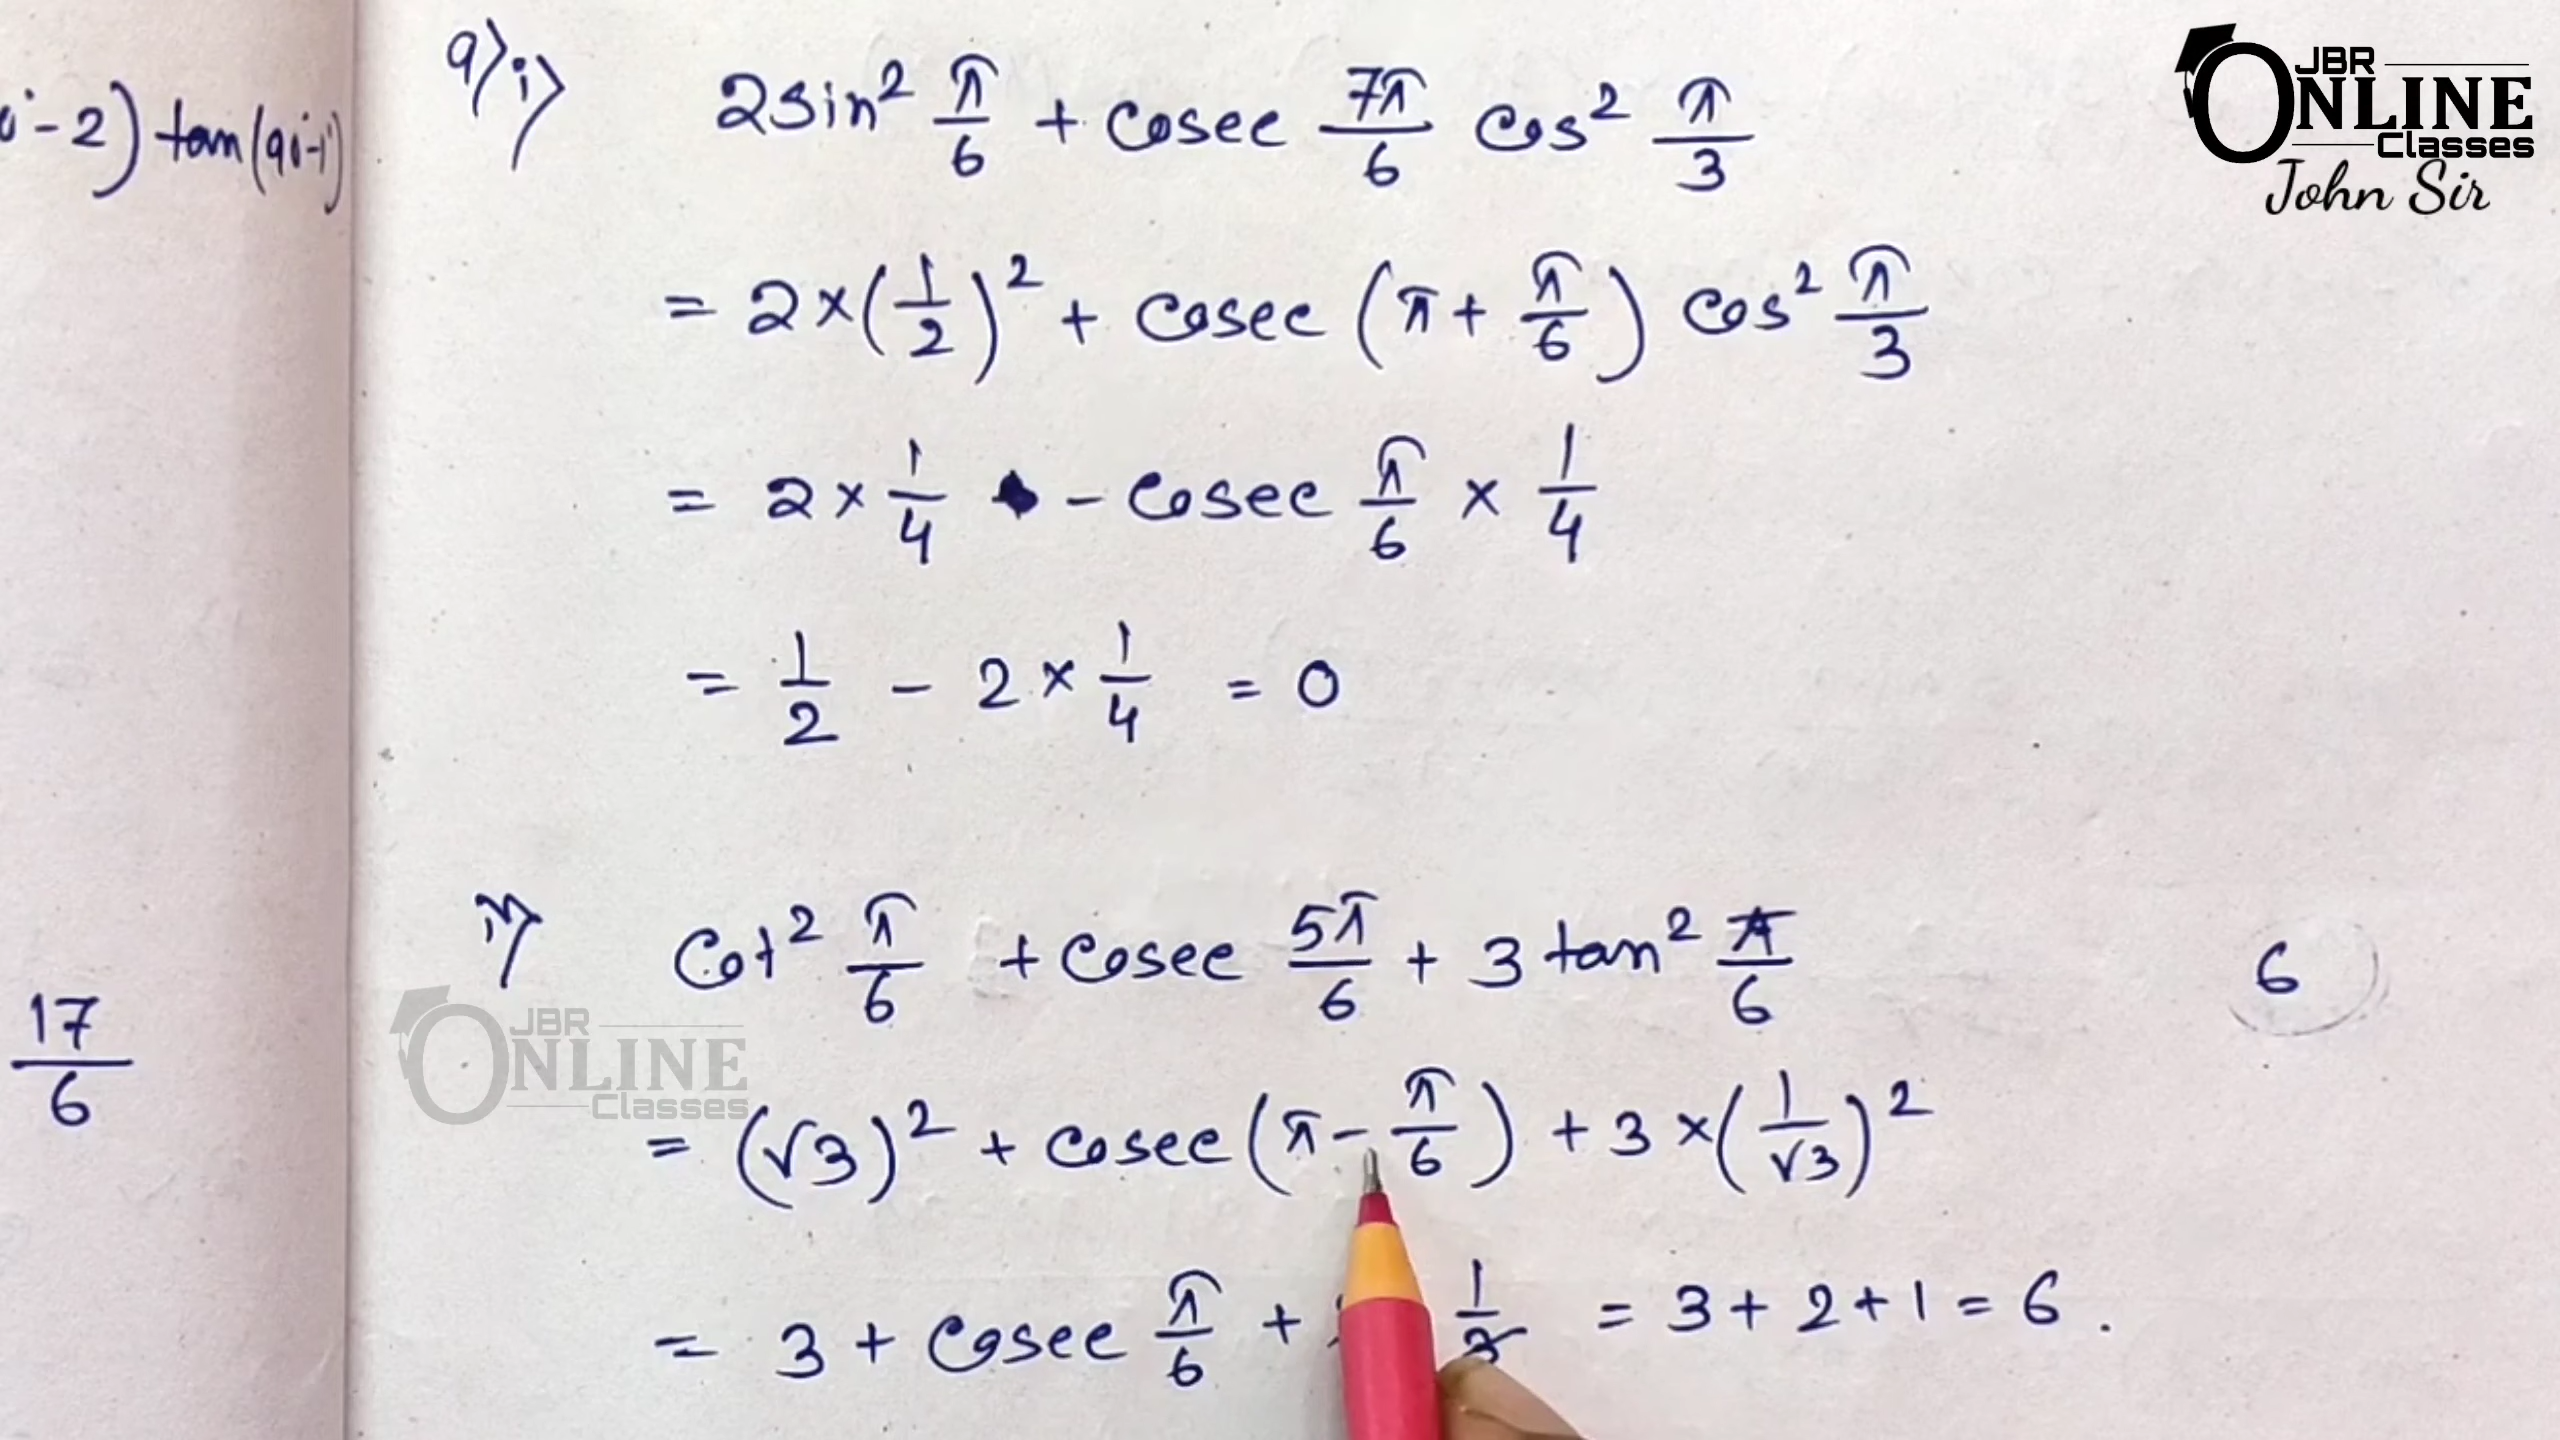 -2) tan(
17/6
9) i)
2sin² π/6 + cosec 7π/6 cos² π/3
= 2×(1/2)² + cosec (π + π/6) cos² π/3
= 2 × 1/4 - cosec π/6 × 1/4
= 1/2 - 2 × 1/4 = 0
ii) cot² π/6 + cosec 5π/6 + 3 tan² π/6
6
= (√3)² + cosec (π - π/6) + 3 × (1/√3)²
= 3 + cosec π/6 + 1/3 = 3 + 2 + 1 = 6 .
JBR
ONLINE
Classes
John Sir
JBR
ONLINE
Classes